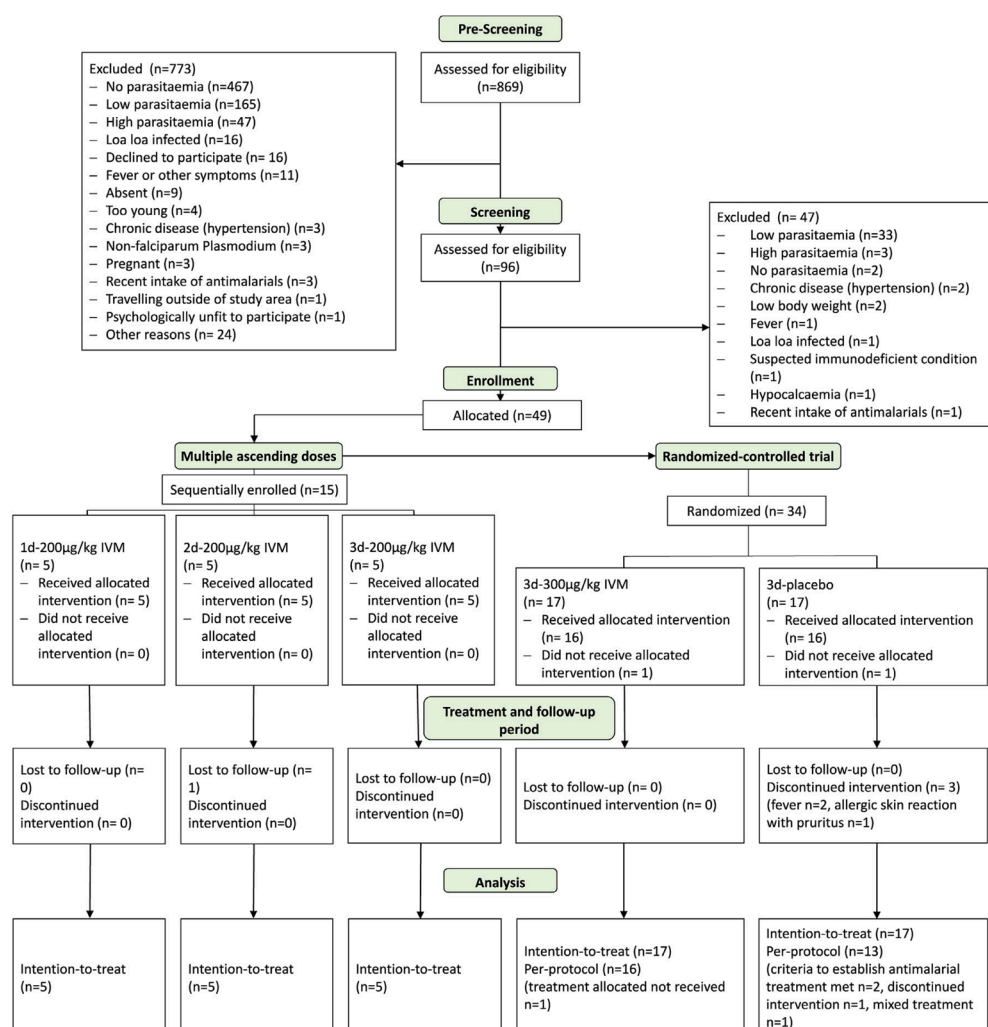 Pre-Screening
Assessed for eligibility
(n=869)
Excluded (n=773)
– No parasitaemia (n=467)
– Low parasitaemia (n=165)
– High parasitaemia (n=47)
– Loa loa infected (n=16)
– Declined to participate (n= 16)
– Fever or other symptoms (n=11)
– Absent (n=9)
– Too young (n=4)
– Chronic disease (hypertension) (n=3)
– Non-falciparum Plasmodium (n=3)
– Pregnant (n=3)
– Recent intake of antimalarials (n=3)
– Travelling outside of study area (n=1)
– Psychologically unfit to participate (n=1)
– Other reasons (n= 24)
Screening
Assessed for eligibility
(n=96)
Excluded (n= 47)
– Low parasitaemia (n=33)
– High parasitaemia (n=3)
– No parasitaemia (n=2)
– Chronic disease (hypertension) (n=2)
– Low body weight (n=2)
– Fever (n=1)
– Loa loa infected (n=1)
– Suspected immunodeficient condition
(n=1)
– Hypocalcaemia (n=1)
– Recent intake of antimalarials (n=1)
Enrollment
Allocated (n=49)
Multiple ascending doses
Sequentially enrolled (n=15)
Randomized-controlled trial
Randomized (n= 34)
1d-200µg/kg IVM
(n= 5)
– Received allocated
intervention (n= 5)
– Did not receive
allocated
intervention (n= 0)
2d-200µg/kg IVM
(n= 5)
– Received allocated
intervention (n= 5)
– Did not receive
allocated
intervention (n= 0)
3d-200µg/kg IVM
(n= 5)
– Received allocated
intervention (n= 5)
– Did not receive
allocated
intervention (n= 0)
3d-300µg/kg IVM
(n= 17)
– Received allocated intervention
(n= 16)
– Did not receive allocated
intervention (n= 1)
3d-placebo
(n= 17)
– Received allocated intervention
(n= 16)
– Did not receive allocated
intervention (n= 1)
Treatment and follow-up
period
Lost to follow-up (n=
0)
Discontinued
intervention (n= 0)
Lost to follow-up (n=
1)
Discontinued
intervention (n=0)
Lost to follow-up (n=0)
Discontinued
intervention (n=0)
Lost to follow-up (n= 0)
Discontinued intervention (n= 0)
Lost to follow-up (n=0)
Discontinued intervention (n= 3)
(fever n=2, allergic skin reaction
with pruritus n=1)
Analysis
Intention-to-treat
(n=5)
Intention-to-treat
(n=5)
Intention-to-treat
(n=5)
Intention-to-treat (n=17)
Per-protocol (n=16)
(treatment allocated not received
n=1)
Intention-to-treat (n=17)
Per-protocol (n=13)
(criteria to establish antimalarial
treatment met n=2, discontinued
intervention n=1, mixed treatment
n=1)